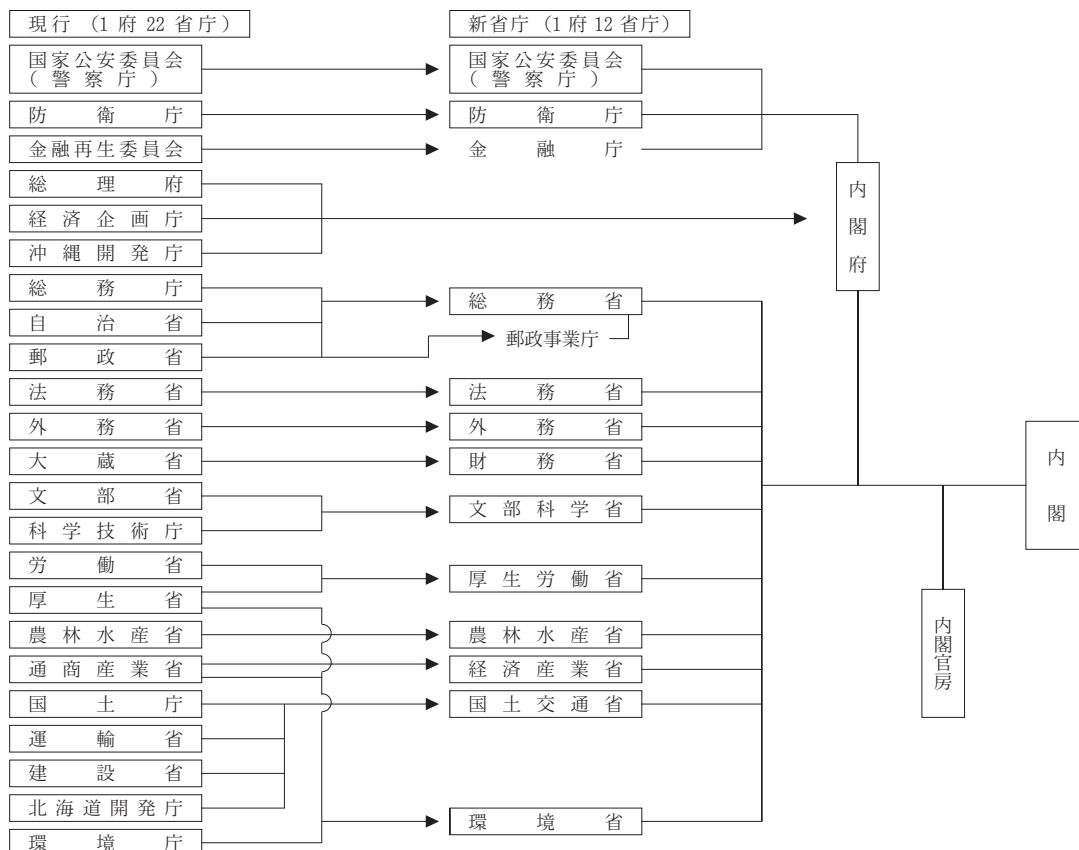 現行（1府22省庁）
国家公安委員会
（警察庁）
防衛庁
金融再生委員会
総理府
経済企画庁
沖縄開発庁
総務庁
自治省
郵政省
法務省
外務省
大蔵省
文部省
科学技術庁
労働省
厚生省
農林水産省
通商産業省
国土庁
運輸省
建設省
北海道開発庁
環境庁
新省庁（1府12省庁）
国家公安委員会
（警察庁）
防衛庁
金融庁
総務省
郵政事業庁
法務省
外務省
財務省
文部科学省
厚生労働省
農林水産省
経済産業省
国土交通省
環境省
内閣府
内閣官房
内閣